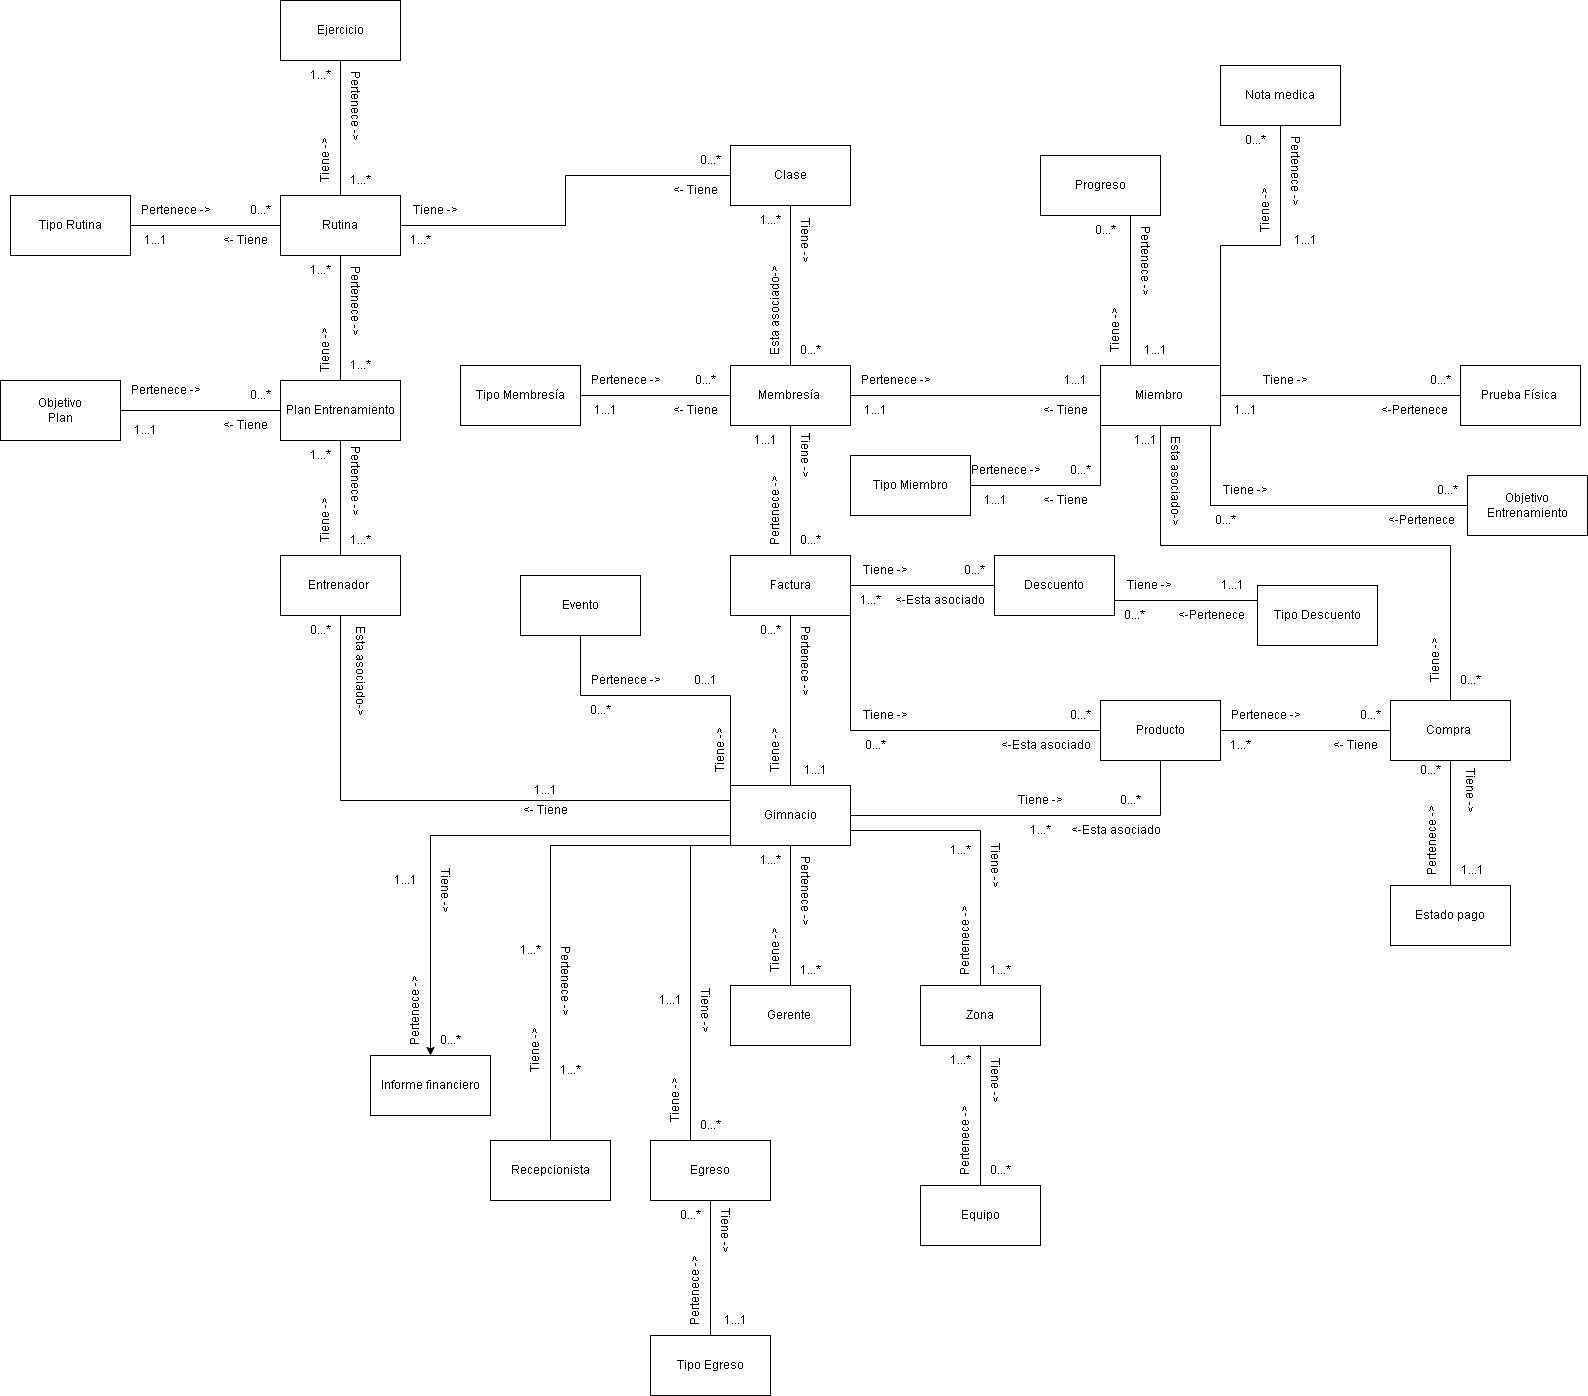 Ejercicio
1...*
Pertenece ->
Tiene ->
1...*
Nota medica
0...*
Pertenece ->
Tiene ->
1...1
Clase
0...*
<- Tiene
1...*
Tiene ->
Esta asociado->
0...*
Progreso
0...*
Pertenece ->
Tiene ->
1...1
Tipo Rutina
Pertenece ->
0...*
1...1
<- Tiene
Rutina
Tiene ->
1...*
1...*
Pertenece ->
Tiene ->
1...*
Objetivo
Plan
Pertenece ->
0...*
1...1
<- Tiene
Plan Entrenamiento
1...*
Pertenece ->
Tiene ->
1...*
Tipo Membresía
Pertenece ->
0...*
1...1
<- Tiene
Membresía
Pertenece ->
1...1
1...1
<- Tiene
Miembro
Tiene ->
0...*
1...1
<-Pertenece
Prueba Física
1...1
Tiene ->
Pertenece->
0...*
Tipo Miembro
Pertenece ->
0...*
1...1
<- Tiene
1...1
Esta asociado->
Tiene ->
0...*
0...*
<-Pertenece
Objetivo
Entrenamiento
Entrenador
0...*
Esta asociado->
Evento
Pertenece ->
0...1
0...*
Tiene ->
Factura
Tiene ->
0...*
1...*
<-Esta asociado
Descuento
Tiene ->
1...1
0...*
<-Pertenece
Tipo Descuento
0...*
Pertenece ->
Tiene ->
1...1
Tiene ->
0...*
0...*
<-Esta asociado
Producto
Pertenece ->
0...*
1...*
<- Tiene
Tiene ->
0...*
Compra
0...*
Tiene ->
Pertenece ->
1...1
Estado pago
1...1
<- Tiene
Gimnacio
Tiene ->
0...*
1...*
<-Esta asociado
1...1
Tiene ->
Pertenece ->
0...*
Informe financiero
1...*
Pertenece ->
Tiene ->
1...*
Recepcionista
1...1
Tiene ->
Tiene ->
0...*
Egreso
1...*
Pertenece ->
Tiene ->
1...*
Gerente
1...*
Tiene ->
Pertenece ->
1...*
Zona
1...*
Tiene ->
Pertenece ->
0...*
Equipo
0...*
Tiene ->
Pertenece ->
1...1
Tipo Egreso